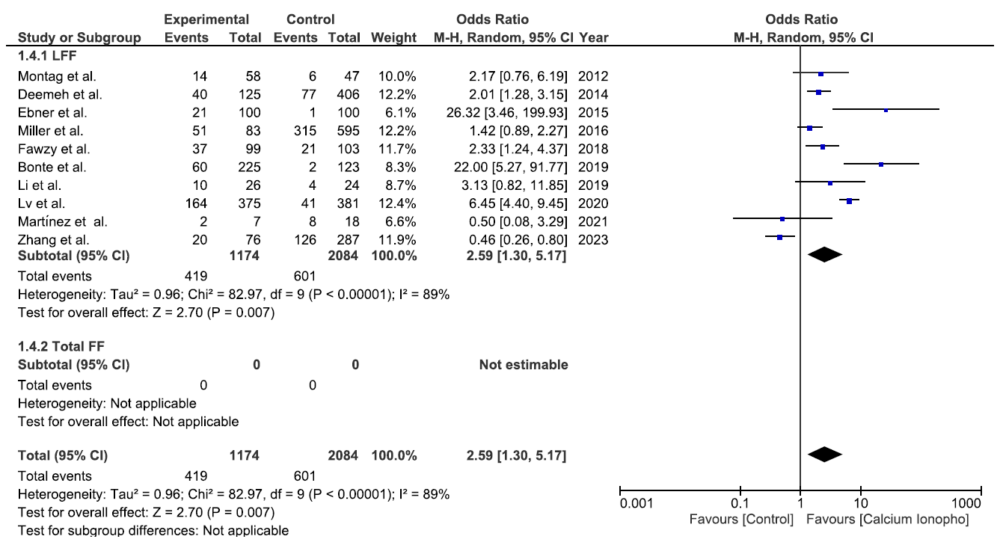 Experimental Control Odds Ratio Odds Ratio
Study or Subgroup Events Total Events Total Weight M-H, Random, 95% CI Year M-H, Random, 95% CI
1.4.1 LFF
Montag et al. 14 58 6 47 10.0% 2.17 [0.76, 6.19] 2012
Deemeh et al. 40 125 77 406 12.2% 2.01 [1.28, 3.15] 2014
Ebner et al. 21 100 1 100 6.1% 26.32 [3.46, 199.93] 2015
Miller et al. 51 83 315 595 12.2% 1.42 [0.89, 2.27] 2016
Fawzy et al. 37 99 21 103 11.7% 2.33 [1.24, 4.37] 2018
Bonte et al. 60 225 2 123 8.3% 22.00 [5.27, 91.77] 2019
Li et al. 10 26 4 24 8.7% 3.13 [0.82, 11.85] 2019
Lv et al. 164 375 41 381 12.4% 6.45 [4.40, 9.45] 2020
Martínez et al. 2 7 8 18 6.6% 0.50 [0.08, 3.29] 2021
Zhang et al. 20 76 126 287 11.9% 0.46 [0.26, 0.80] 2023
Subtotal (95% CI) 1174 2084 100.0% 2.59 [1.30, 5.17]
Total events 419 601
Heterogeneity: Tau² = 0.96; Chi² = 82.97, df = 9 (P < 0.00001); I² = 89%
Test for overall effect: Z = 2.70 (P = 0.007)
1.4.2 Total FF
Subtotal (95% CI) 0 0 Not estimable
Total events 0 0
Heterogeneity: Not applicable
Test for overall effect: Not applicable
Total (95% CI) 1174 2084 100.0% 2.59 [1.30, 5.17]
Total events 419 601
Heterogeneity: Tau² = 0.96; Chi² = 82.97, df = 9 (P < 0.00001); I² = 89%
Test for overall effect: Z = 2.70 (P = 0.007)
Test for subgroup differences: Not applicable
0.001 0.1 1 10 1000
Favours [Control] Favours [Calcium Ionopho]